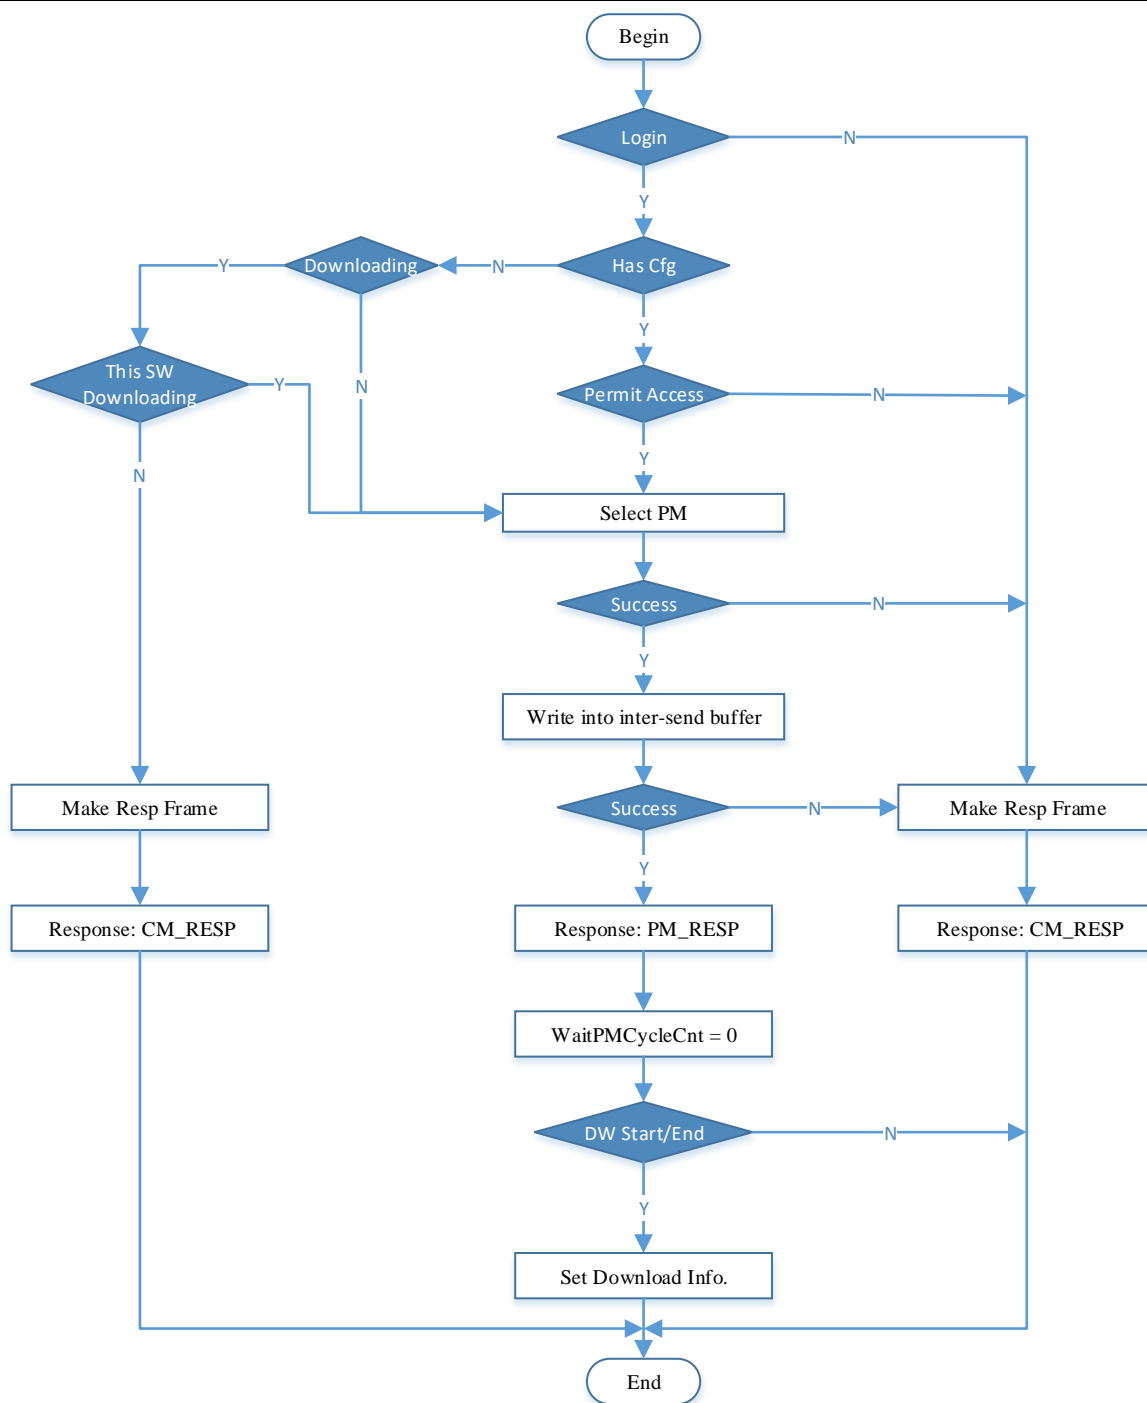 Begin
Login
N
Y
Downloading
Y
N
Has Cfg
Y
This SW
Downloading
Y
N
Permit Access
N
Y
N
Select PM
Success
N
Y
Write into inter-send buffer
Make Resp Frame
Success
N
Make Resp Frame
Y
Response: CM_RESP
Response: PM_RESP
Response: CM_RESP
WaitPMCycleCnt = 0
DW Start/End
N
Y
Set Download Info.
End